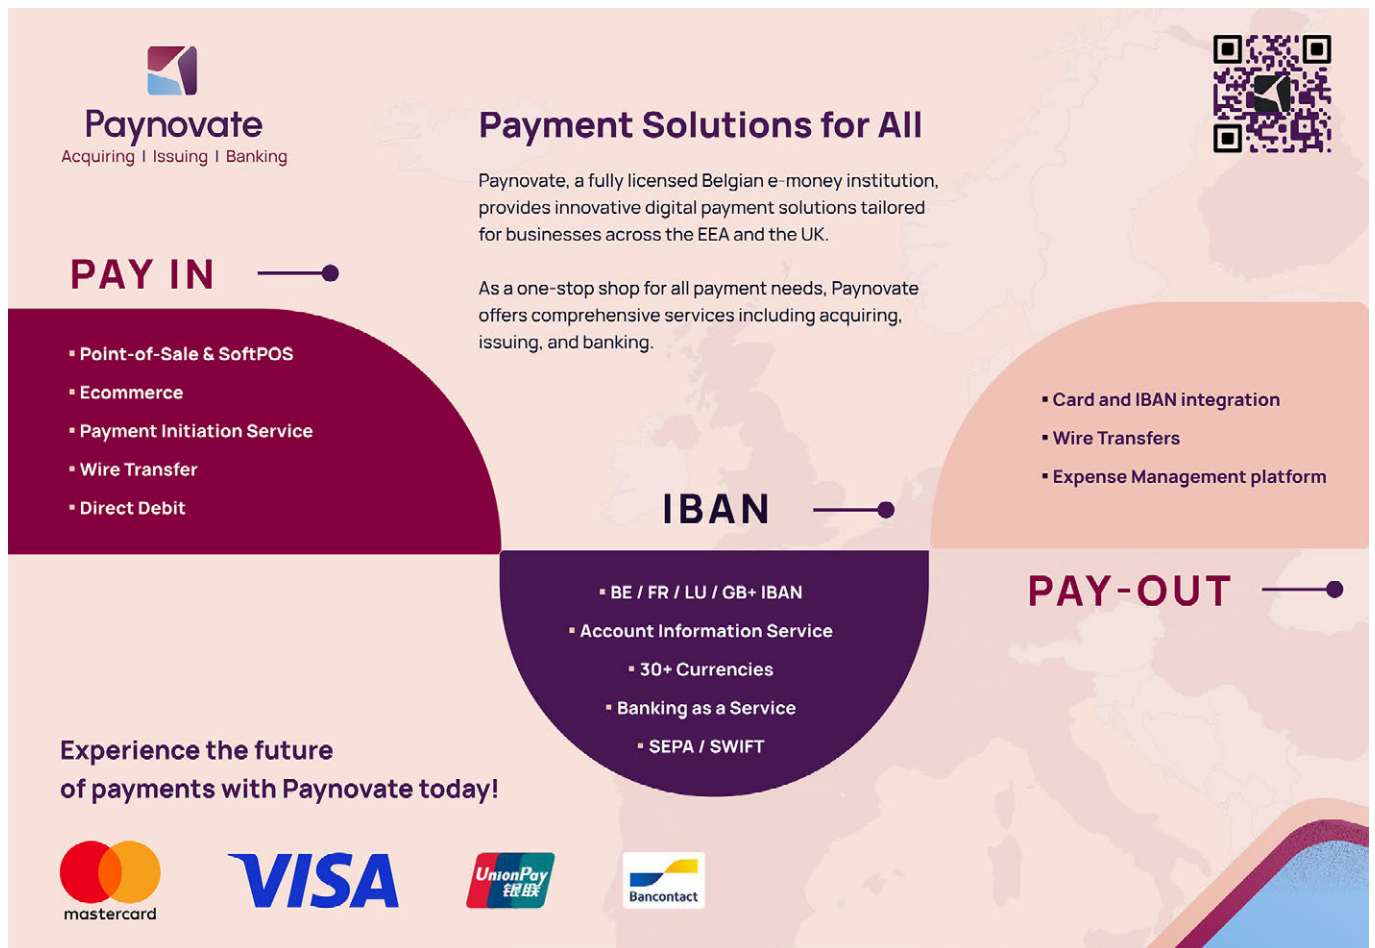 Paynovate
Acquiring | Issuing | Banking
Payment Solutions for All
Paynovate, a fully licensed Belgian e-money institution,
provides innovative digital payment solutions tailored
for businesses across the EEA and the UK.
As a one-stop shop for all payment needs, Paynovate
offers comprehensive services including acquiring,
issuing, and banking.
PAY IN
▪ Point-of-Sale & SoftPOS
▪ Ecommerce
▪ Payment Initiation Service
▪ Wire Transfer
▪ Direct Debit
IBAN
▪ BE / FR / LU / GB+ IBAN
▪ Account Information Service
▪ 30+ Currencies
▪ Banking as a Service
▪ SEPA / SWIFT
▪ Card and IBAN integration
▪ Wire Transfers
▪ Expense Management platform
PAY-OUT
Experience the future
of payments with Paynovate today!
mastercard
VISA
UnionPay
银联
Bancontact